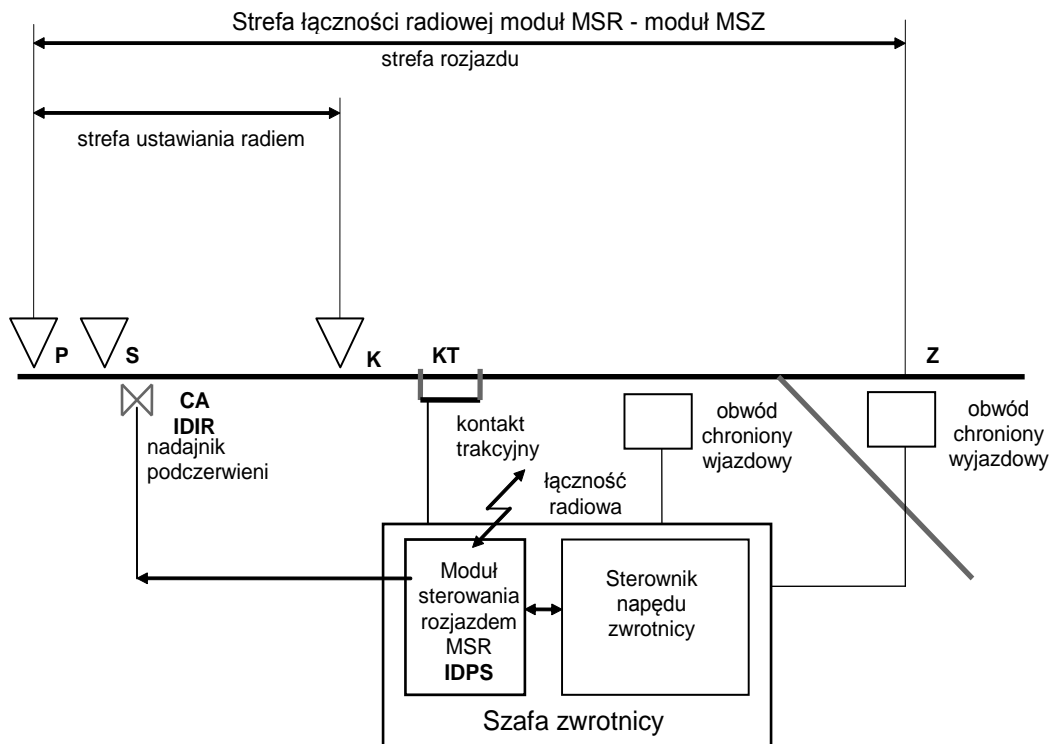 Strefa łączności radiowej moduł MSR - moduł MSZ
strefa rozjazdu
strefa ustawiania radiem
P
S
K
KT
Z
CA
IDIR
nadajnik
podczerwieni
kontakt
trakcyjny
łączność
radiowa
obwód
chroniony
wjazdowy
obwód
chroniony
wyjazdowy
Moduł
sterowania
rozjazdem
MSR
IDPS
Sterownik
napędu
zwrotnicy
Szafa zwrotnicy